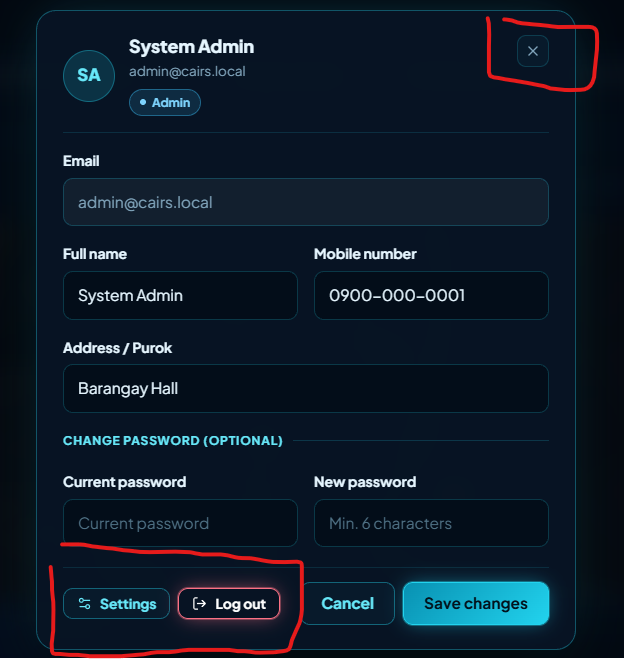 System Admin
SA
admin@cairs.local
Admin
Email
admin@cairs.local
Full name
Mobile number
System Admin
0900-000-0001
Address / Purok
Barangay Hall
CHANGE PASSWORD (OPTIONAL)
Current password
New password
Current password
Min. 6 characters
Settings
Log out
Cancel
Save changes